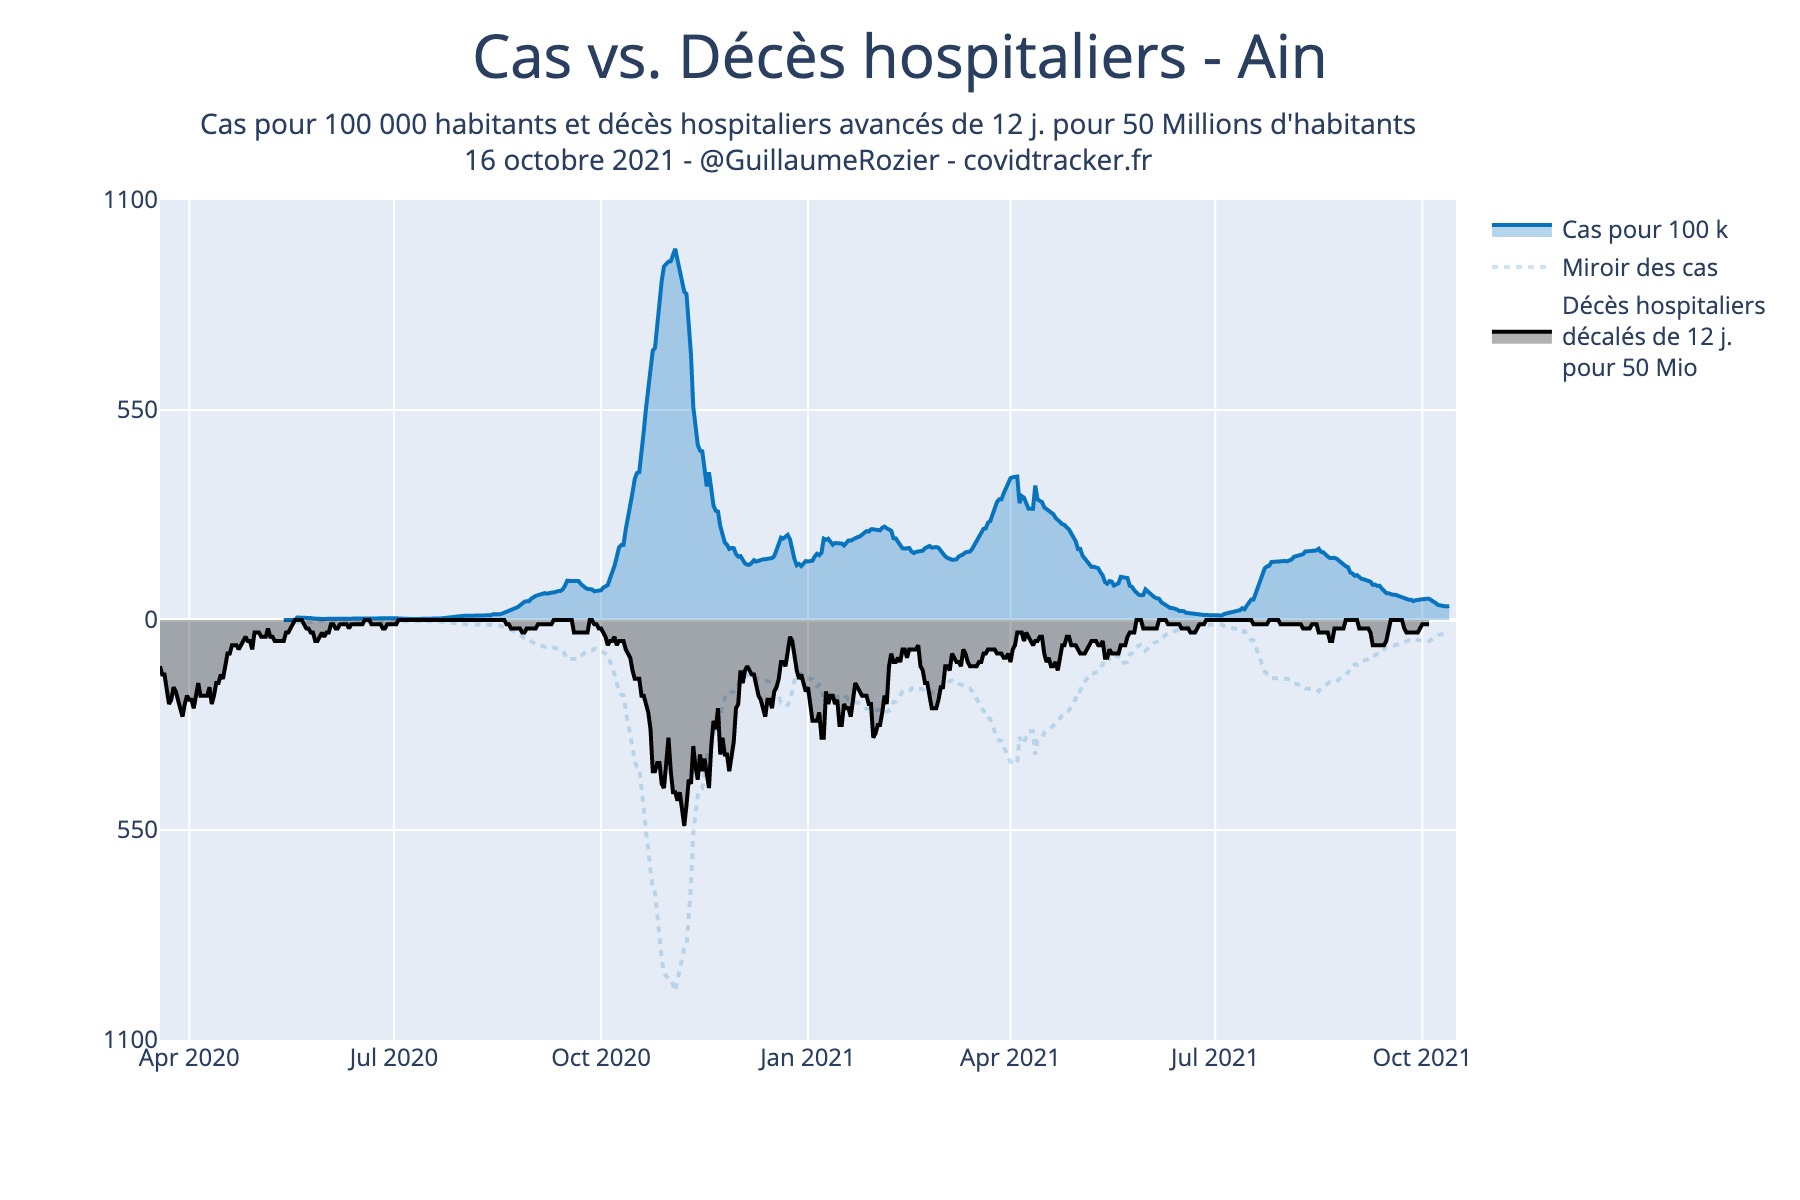 Cas vs. Décès hospitaliers - Ain
Cas pour 100 000 habitants et décès hospitaliers avancés de 12 j. pour 50 Millions d'habitants
16 octobre 2021 - @GuillaumeRozier - covidtracker.fr
1100
550
0
550
1100
Apr 2020
Jul 2020
Oct 2020
Jan 2021
Apr 2021
Jul 2021
Oct 2021
Cas pour 100 k
Miroir des cas
Décès hospitaliers
décalés de 12 j.
pour 50 Mio